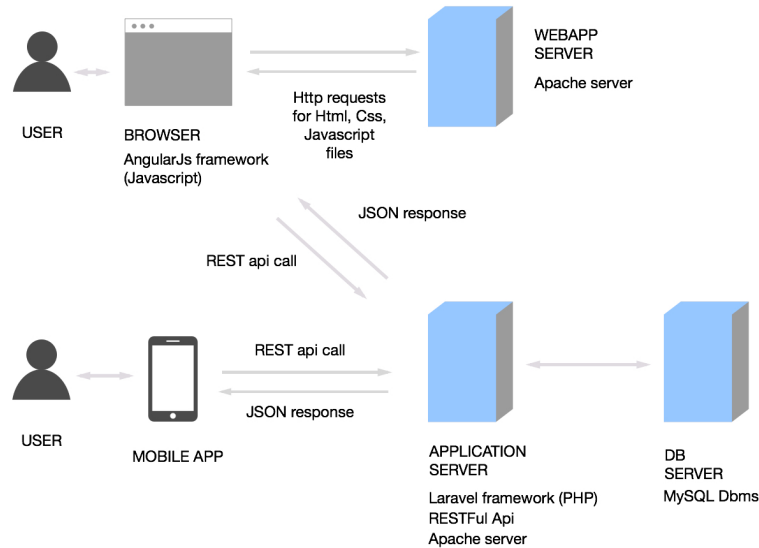 WEBAPP
SERVER
Apache server
Http requests
for Html, Css,
Javascript
files
USER
BROWSER
AngularJs framework
(Javascript)
JSON response
REST api call
REST api call
JSON response
USER
MOBILE APP
APPLICATION
SERVER
Laravel framework (PHP)
RESTFul Api
Apache server
DB
SERVER
MySQL Dbms